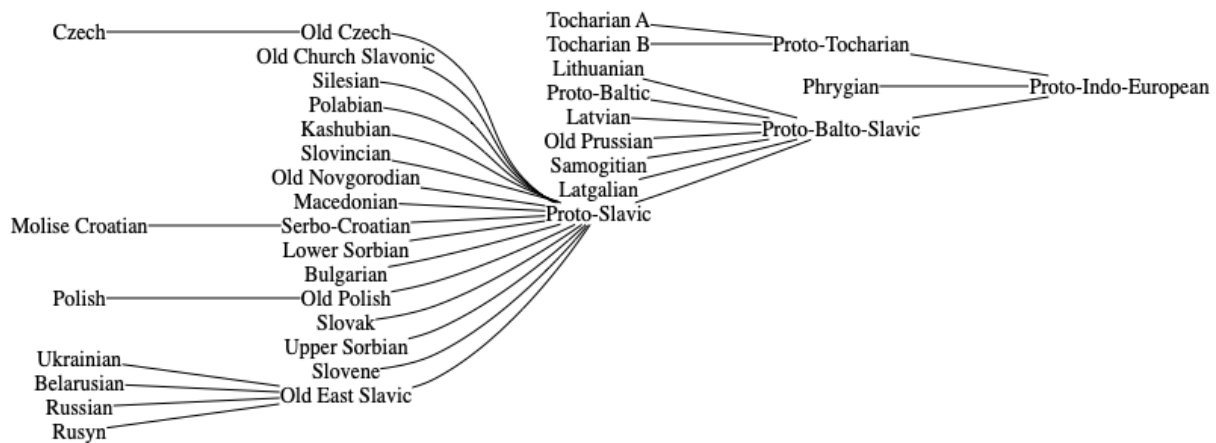 Tocharian A
Czech Old Czech
Tocharian B Proto-Tocharian
Old Church Slavonic
Lithuanian
Silesian
Phrygian Proto-Indo-European
Proto-Baltic
Polabian
Latvian
Kashubian Proto-Balto-Slavic
Old Prussian
Slovincian
Samogitian
Old Novgorodian
Latgalian
Macedonian
Proto-Slavic
Molise Croatian Serbo-Croatian
Lower Sorbian
Bulgarian
Polish Old Polish
Slovak
Upper Sorbian
Ukrainian
Slovene
Belarusian
Old East Slavic
Russian
Rusyn